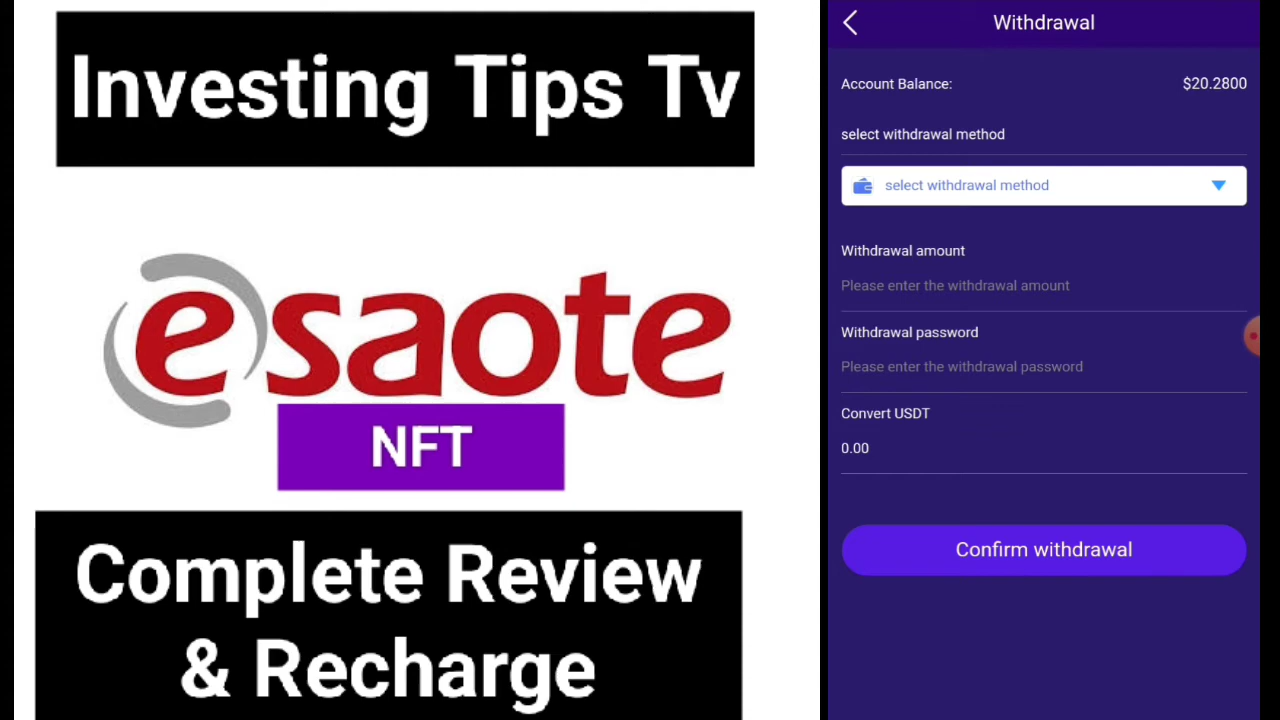 Investing Tips Tv
esaote
NFT
Complete Review
& Recharge
Withdrawal
Account Balance: $20.2800
select withdrawal method
select withdrawal method
Withdrawal amount
Please enter the withdrawal amount
Withdrawal password
Please enter the withdrawal password
Convert USDT
0.00
Confirm withdrawal